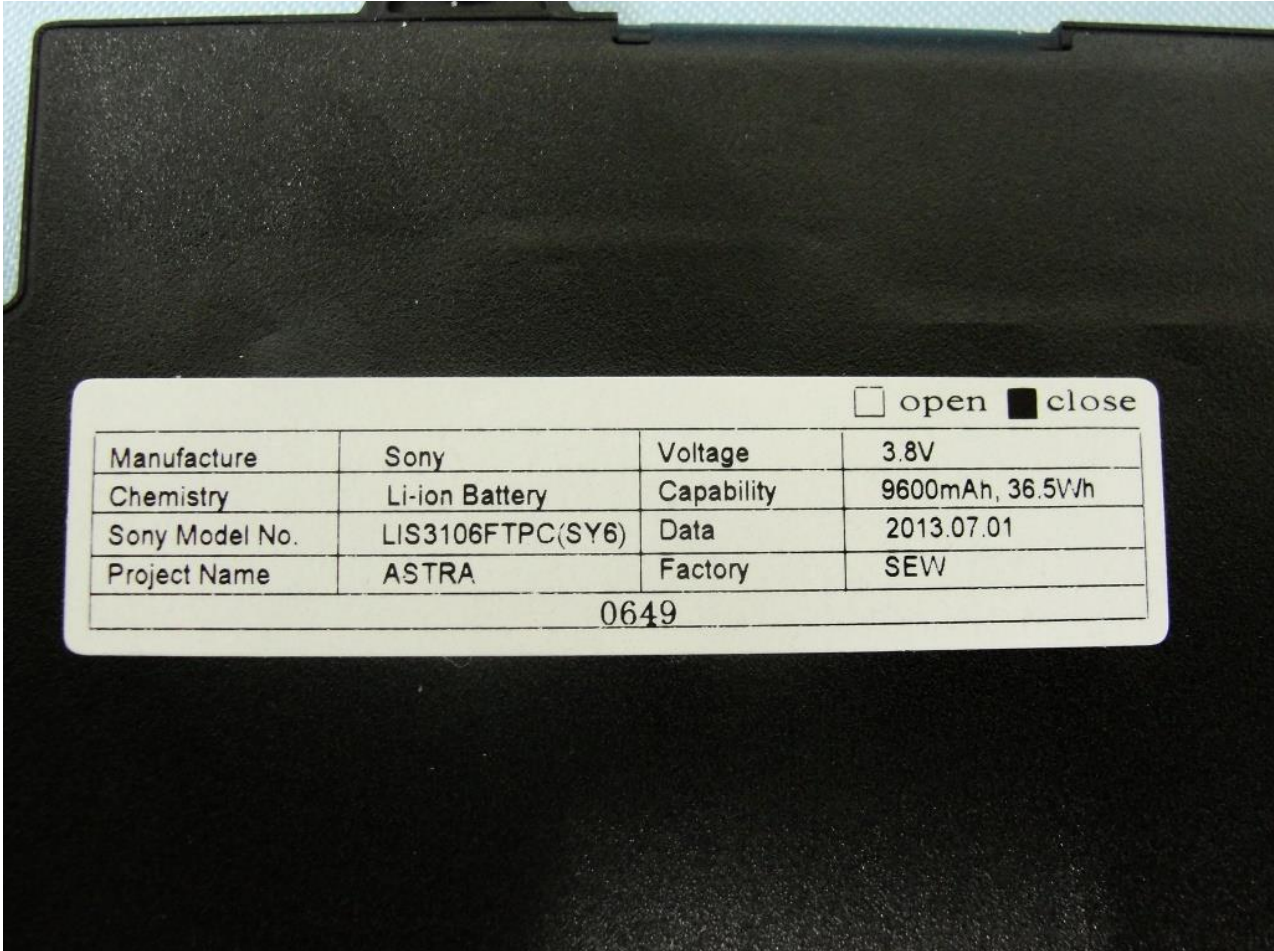 open close
Manufacture Sony Voltage 3.8V
Chemistry Li-ion Battery Capability 9600mAh, 36.5Wh
Sony Model No. LIS3106FTPC(SY6) Data 2013.07.01
Project Name ASTRA Factory SEW
0649